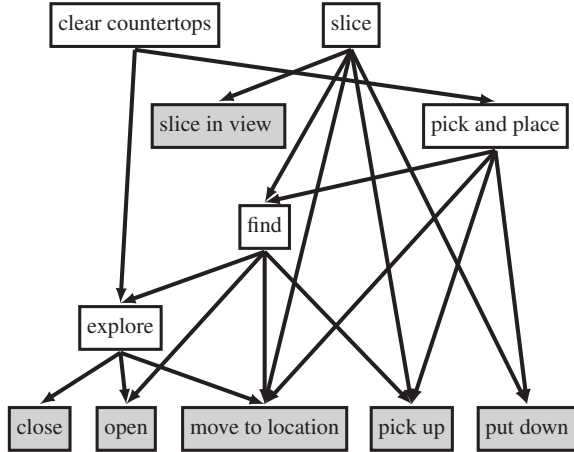 clear countertops
slice
slice in view
pick and place
find
explore
close
open
move to location
pick up
put down